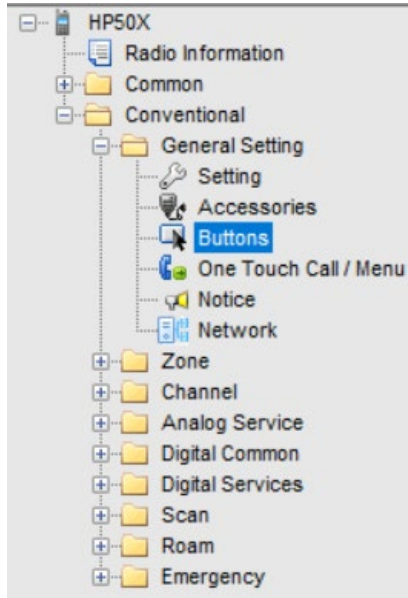 HP50X
Radio Information
Common
Conventional
General Setting
Setting
Accessories
Buttons
One Touch Call / Menu
Notice
Network
Zone
Channel
Analog Service
Digital Common
Digital Services
Scan
Roam
Emergency